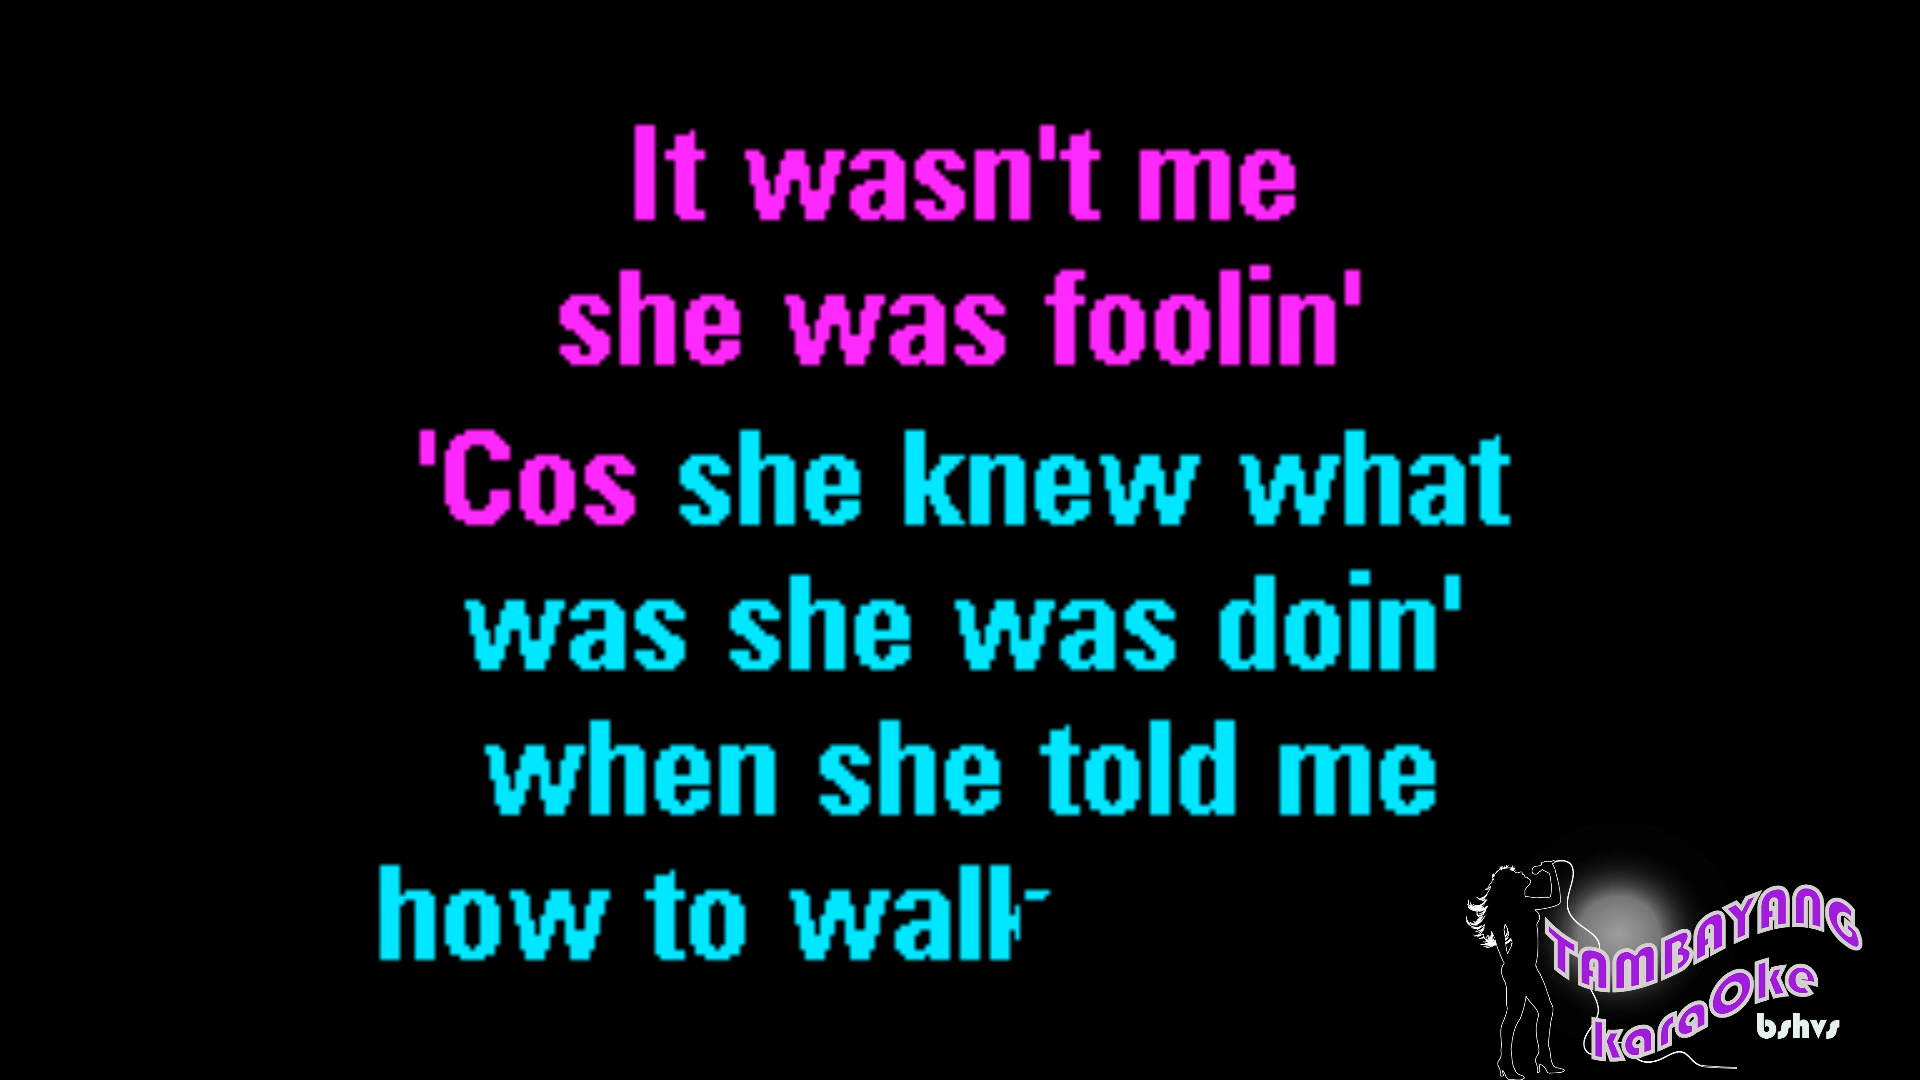 It wasn't me
she was foolin'
'Cos she knew what
was she was doin'
when she told me
how to walk
TAMBAYANG
karaOke
bshvs